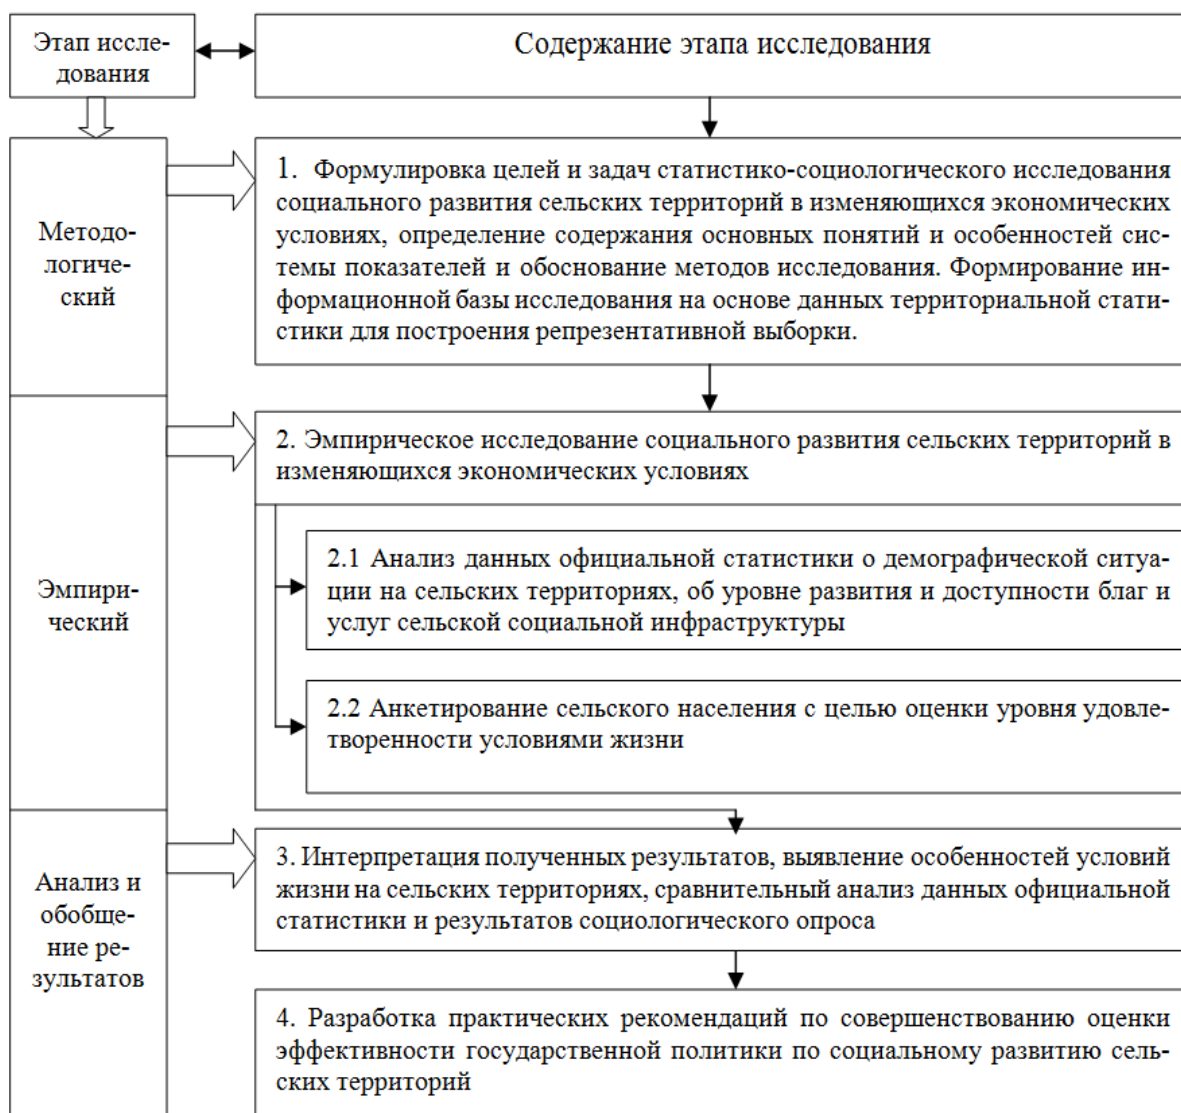 Этап иссле-
дования
Содержание этапа исследования
Методо-
логиче-
ский
1. Формулировка целей и задач статистико-социологического исследования
социального развития сельских территорий в изменяющихся экономических
условиях, определение содержания основных понятий и особенностей сис-
темы показателей и обоснование методов исследования. Формирование ин-
формационной базы исследования на основе данных территориальной стати-
стики для построения репрезентативной выборки.
Эмпири-
ческий
2. Эмпирическое исследование социального развития сельских территорий в
изменяющихся экономических условиях
2.1 Анализ данных официальной статистики о демографической ситуа-
ции на сельских территориях, об уровне развития и доступности благ и
услуг сельской социальной инфраструктуры
2.2 Анкетирование сельского населения с целью оценки уровня удовле-
творенности условиями жизни
Анализ и
обобще-
ние ре-
зультатов
3. Интерпретация полученных результатов, выявление особенностей условий
жизни на сельских территориях, сравнительный анализ данных официальной
статистики и результатов социологического опроса
4. Разработка практических рекомендаций по совершенствованию оценки
эффективности государственной политики по социальному развитию сель-
ских территорий